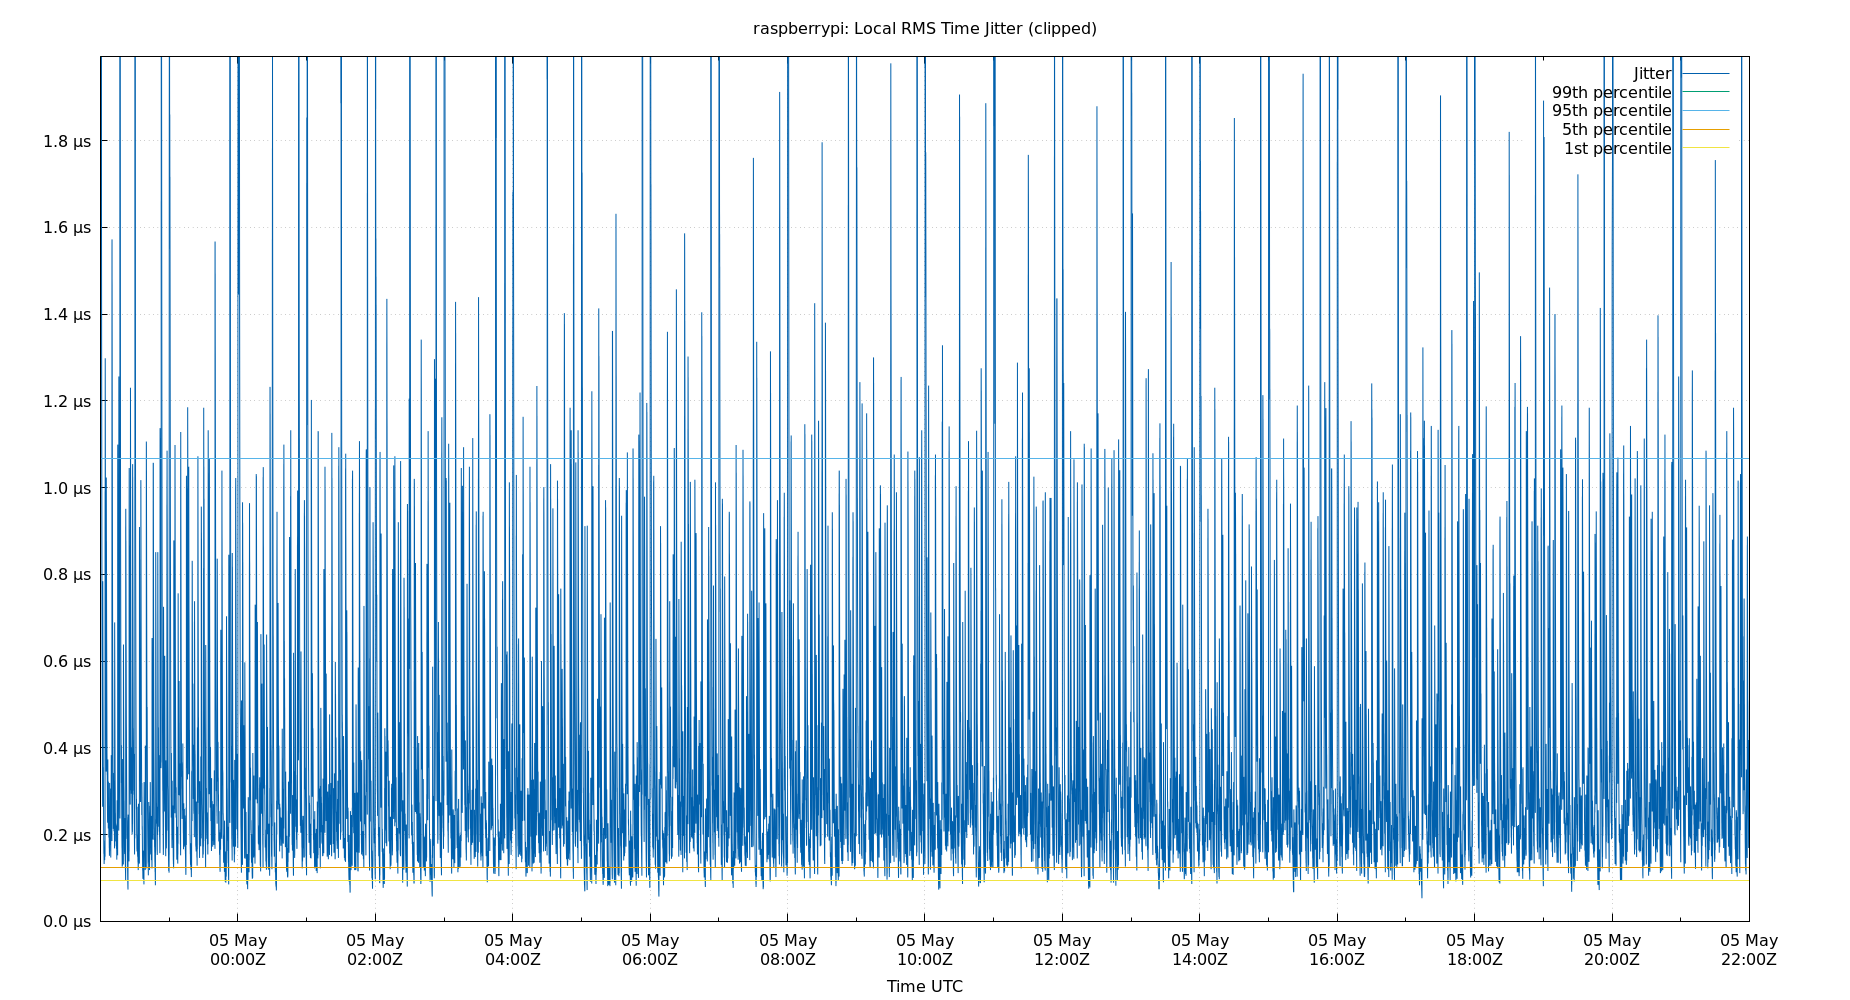 raspberrypi: Local RMS Time Jitter (clipped)
Jitter
99th percentile
95th percentile
5th percentile
1st percentile
1.8 µs
1.6 µs
1.4 µs
1.2 µs
1.0 µs
0.8 µs
0.6 µs
0.4 µs
0.2 µs
0.0 µs
05 May 05 May 05 May 05 May 05 May 05 May 05 May 05 May 05 May 05 May 05 May 05 May
00:00Z 02:00Z 04:00Z 06:00Z 08:00Z 10:00Z 12:00Z 14:00Z 16:00Z 18:00Z 20:00Z 22:00Z
Time UTC